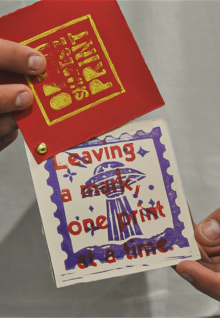 PRINT
Leaving
a mark,
one print
at a time.